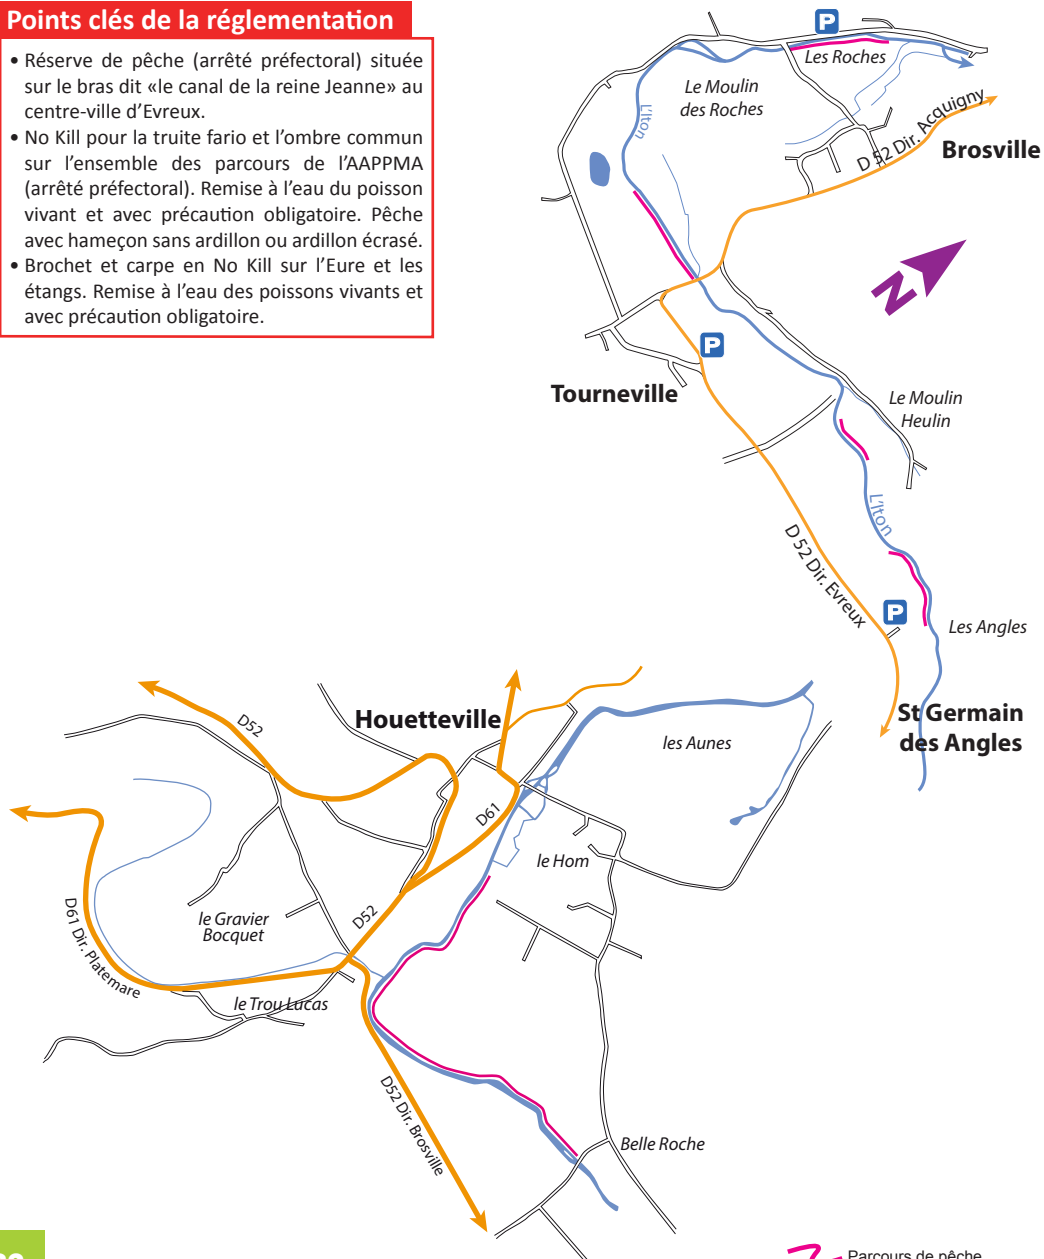 Points clés de la réglementation
• Réserve de pêche (arrêté préfectoral) située
sur le bras dit «le canal de la reine Jeanne» au
centre-ville d’Evreux.
• No Kill pour la truite fario et l’ombre commun
sur l’ensemble des parcours de l’AAPPMA
(arrêté préfectoral). Remise à l’eau du poisson
vivant et avec précaution obligatoire. Pêche
avec hameçon sans ardillon ou ardillon écrasé.
• Brochet et carpe en No Kill sur l’Eure et les
étangs. Remise à l’eau des poissons vivants et
avec précaution obligatoire.
P
Les Roches
Le Moulin
des Roches
L'Iton
D 52 Dir. Acquigny
Brosville
N
P
Tourneville
Le Moulin
Heulin
L'Iton
D 52 Dir. Evreux
P
Les Angles
St Germain
des Angles
Houetteville
D52
les Aunes
D61
le Hom
D52
le Gravier
Bocquet
D61 Dir. Platemare
le Trou Lucas
D52 Dir. Brosville
Belle Roche
Parcours de pêche